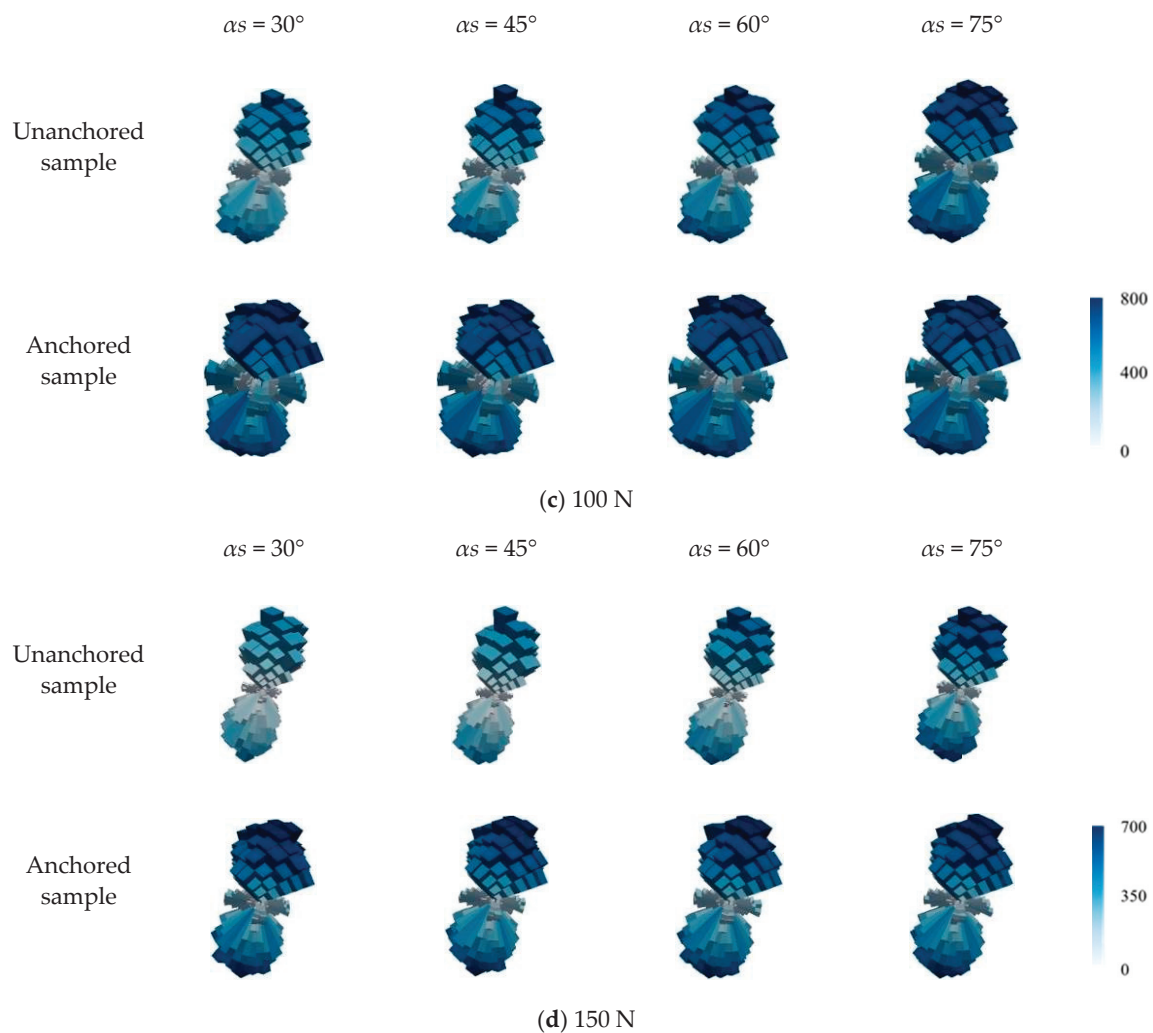 αs = 30° αs = 45° αs = 60° αs = 75°
Unanchored
sample
Anchored
sample
800
400
0
(c) 100 N
αs = 30° αs = 45° αs = 60° αs = 75°
Unanchored
sample
Anchored
sample
700
350
0
(d) 150 N